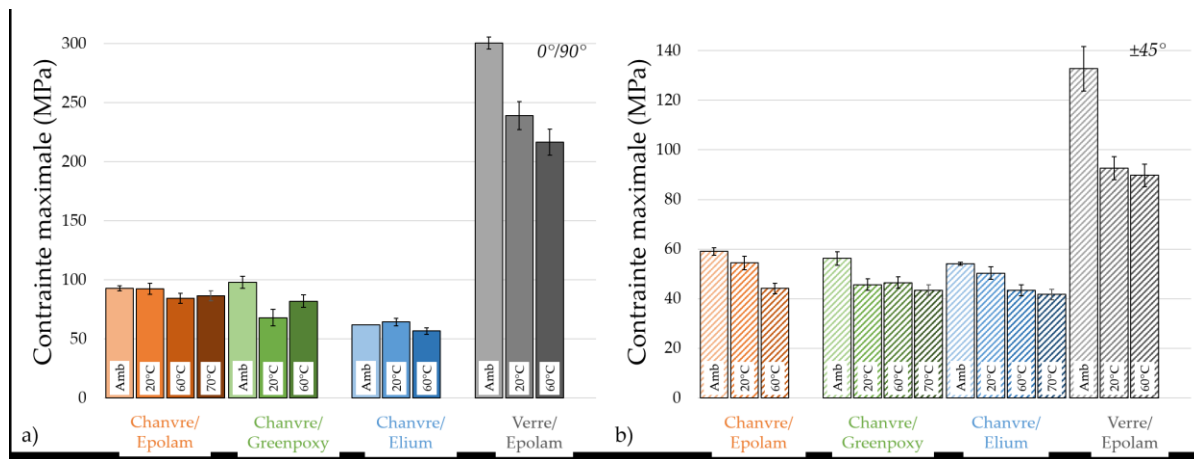 Contrainte maximale (MPa)
300
250
200
150
100
50
0
0°/90°
Amb
20°C
60°C
70°C
Amb
20°C
60°C
Amb
20°C
60°C
Amb
20°C
60°C
Chanvre/
Epolam
Chanvre/
Greenpoxy
Chanvre/
Elium
Verre/
Epolam
a)
Contrainte maximale (MPa)
140
120
100
80
60
40
20
0
±45°
Amb
20°C
60°C
Amb
20°C
60°C
70°C
Amb
20°C
60°C
70°C
Amb
20°C
60°C
Chanvre/
Epolam
Chanvre/
Greenpoxy
Chanvre/
Elium
Verre/
Epolam
b)